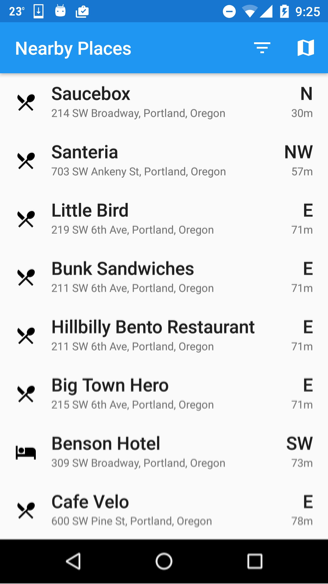 23° 9:25
Nearby Places
Saucebox N
214 SW Broadway, Portland, Oregon 30m
Santeria NW
703 SW Ankeny St, Portland, Oregon 57m
Little Bird E
219 SW 6th Ave, Portland, Oregon 71m
Bunk Sandwiches E
211 SW 6th Ave, Portland, Oregon 71m
Hillbilly Bento Restaurant E
211 SW 6th Ave, Portland, Oregon 71m
Big Town Hero E
215 SW 6th Ave, Portland, Oregon 71m
Benson Hotel SW
309 SW Broadway, Portland, Oregon 73m
Cafe Velo E
600 SW Pine St, Portland, Oregon 78m